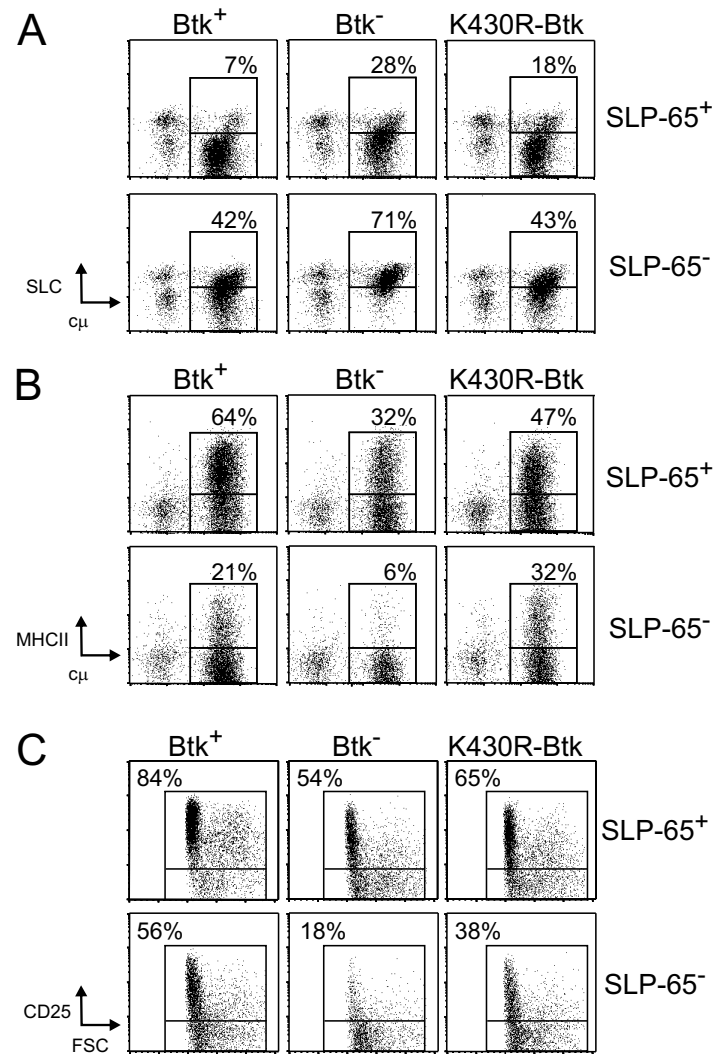 A
Btk⁺ Btk⁻ K430R-Btk
7% 28% 18%
SLP-65⁺
42% 71% 43%
SLP-65⁻
SLC
cμ
B
Btk⁺ Btk⁻ K430R-Btk
64% 32% 47%
SLP-65⁺
21% 6% 32%
SLP-65⁻
MHCII
cμ
C
Btk⁺ Btk⁻ K430R-Btk
84% 54% 65%
SLP-65⁺
56% 18% 38%
SLP-65⁻
CD25
FSC